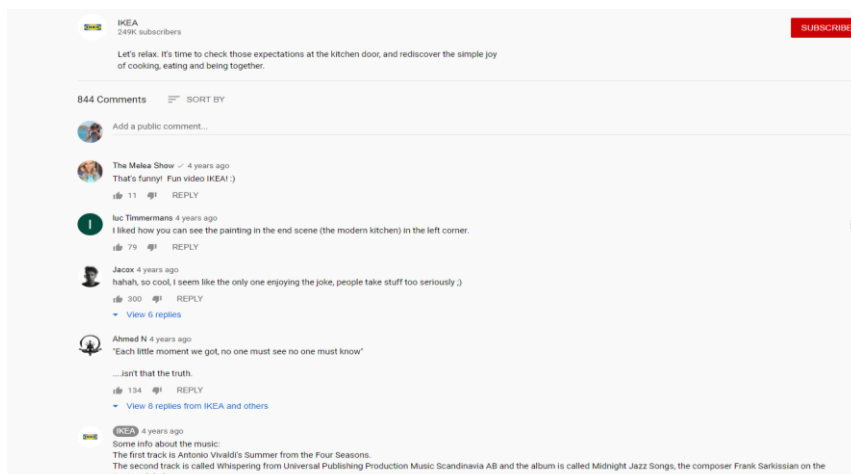 IKEA
249K subscribers
SUBSCRIBE
Let's relax. It's time to check those expectations at the kitchen door, and rediscover the simple joy
of cooking, eating and being together.
844 Comments SORT BY
Add a public comment...
The Melea Show 4 years ago
That's funny! Fun video IKEA! :)
11 REPLY
luc Timmermans 4 years ago
I liked how you can see the painting in the end scene (the modern kitchen) in the left corner.
79 REPLY
Jacox 4 years ago
hahah, so cool, I seem like the only one enjoying the joke, people take stuff too seriously ;)
300 REPLY
View 6 replies
Ahmed N 4 years ago
"Each little moment we got, no one must see no one must know"
....isn't that the truth.
134 REPLY
View 8 replies from IKEA and others
IKEA 4 years ago
Some info about the music:
The first track is Antonio Vivaldi's Summer from the Four Seasons.
The second track is called Whispering from Universal Publishing Production Music Scandinavia AB and the album is called Midnight Jazz Songs, the composer Frank Sarkissian on the